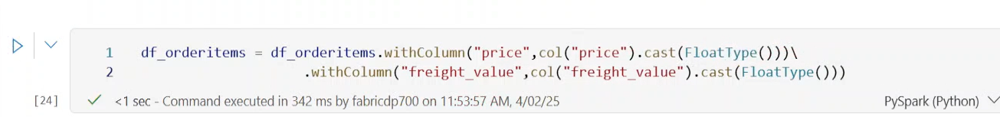 1 df_orderitems = df_orderitems.withColumn("price",col("price").cast(FloatType()))\
2 .withColumn("freight_value",col("freight_value").cast(FloatType()))
[24] <1 sec - Command executed in 342 ms by fabricdp700 on 11:53:57 AM, 4/02/25 PySpark (Python)